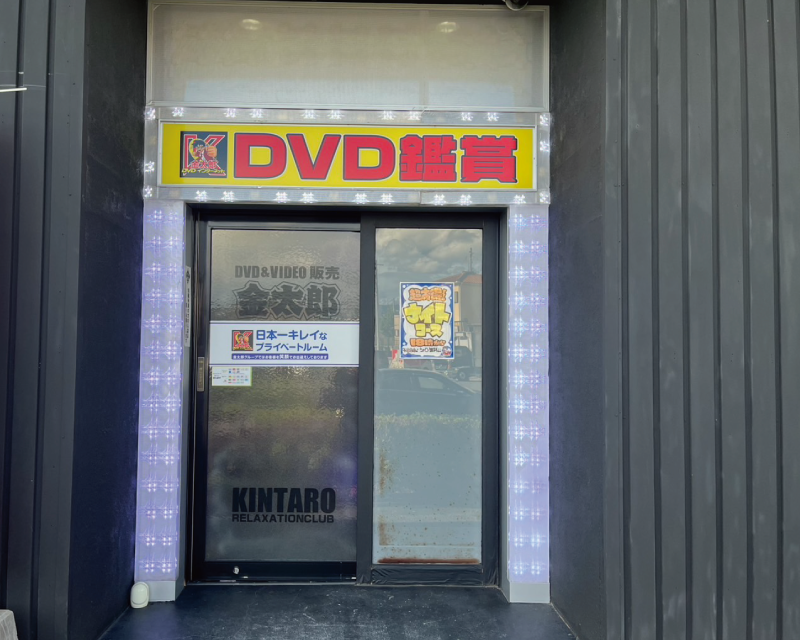 DVD鑑賞
DVD&VIDEO 販売
金太郎
日本一キレイな
プライベートルーム
ナイト
コース
KINTARO
RELAXATIONCLUB